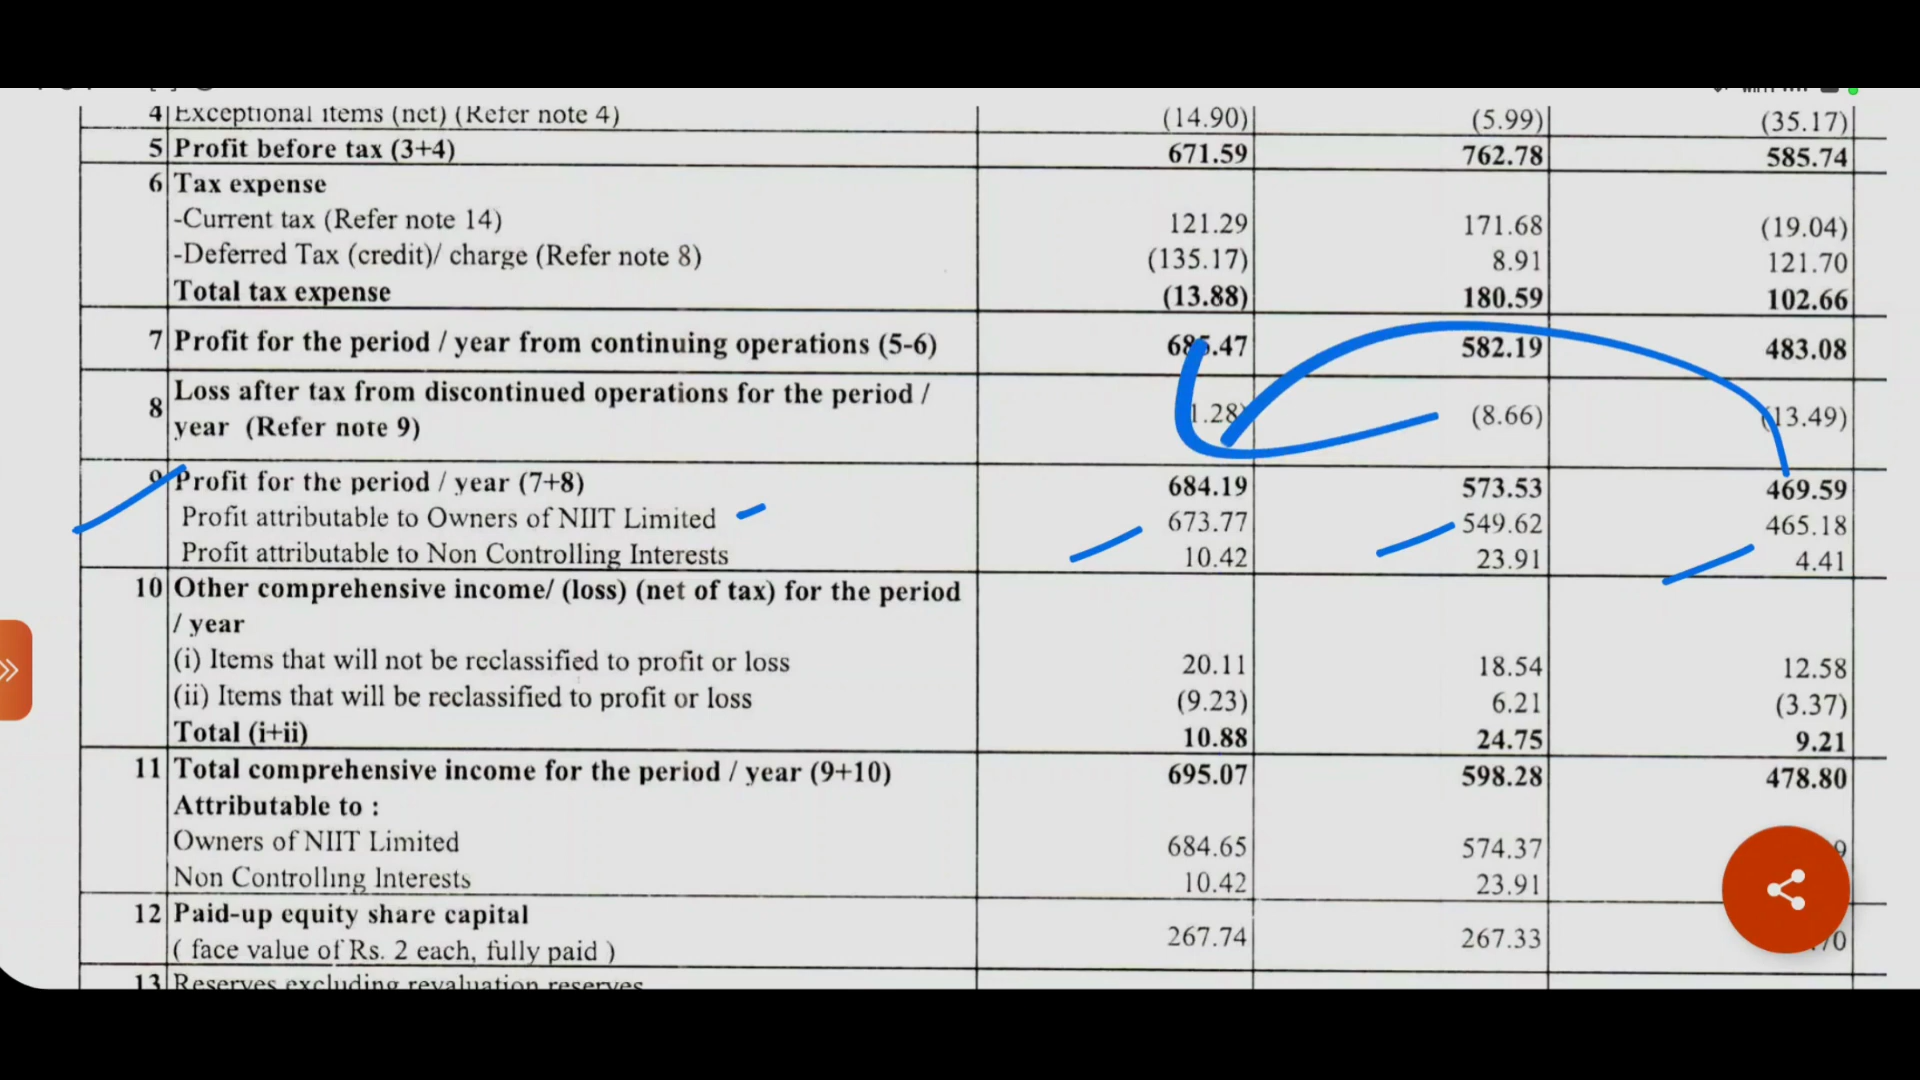 4 Exceptional items (net) (Refer note 4) (14.90) (5.99) (35.17)
5 Profit before tax (3+4) 671.59 762.78 585.74
6 Tax expense
-Current tax (Refer note 14) 121.29 171.68 (19.04)
-Deferred Tax (credit)/ charge (Refer note 8) (135.17) 8.91 121.70
Total tax expense (13.88) 180.59 102.66
7 Profit for the period / year from continuing operations (5-6) 685.47 582.19 483.08
Loss after tax from discontinued operations for the period /
8 1.28) (8.66) (13.49)
year (Refer note 9)
9 Profit for the period / year (7+8) 684.19 573.53 469.59
Profit attributable to Owners of NIIT Limited 673.77 549.62 465.18
Profit attributable to Non Controlling Interests 10.42 23.91 4.41
10 Other comprehensive income/ (loss) (net of tax) for the period
/ year
(i) Items that will not be reclassified to profit or loss 20.11 18.54 12.58
(ii) Items that will be reclassified to profit or loss (9.23) 6.21 (3.37)
Total (i+ii) 10.88 24.75 9.21
11 Total comprehensive income for the period / year (9+10) 695.07 598.28 478.80
Attributable to :
Owners of NIIT Limited 684.65 574.37
Non Controlling Interests 10.42 23.91
12 Paid-up equity share capital
( face value of Rs. 2 each, fully paid ) 267.74 267.33
13 Reserves excluding revaluation reserves